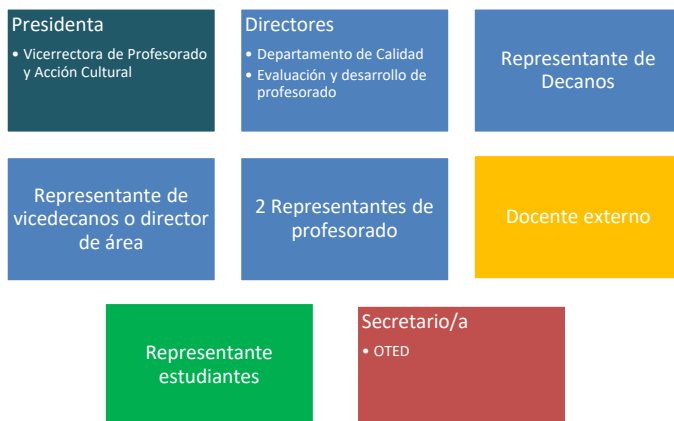 Presidenta
• Vicerrectora de Profesorado
y Acción Cultural
Directores
• Departamento de Calidad
• Evaluación y desarrollo de
profesorado
Representante de
Decanos
Representante de
vicedecanos o director
de área
2 Representantes de
profesorado
Docente externo
Representante
estudiantes
Secretario/a
• OTED